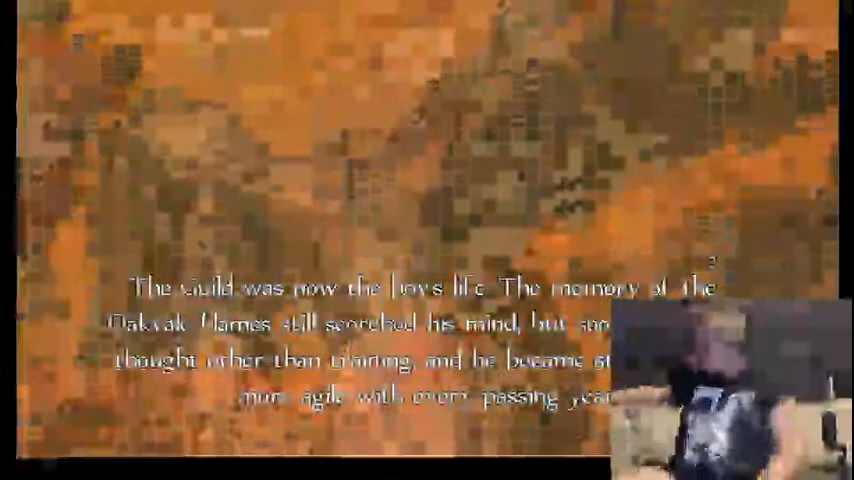 The Guild was now the boy's life. The memory of the
Oakvale flames still scorched his mind, but
thought other than training, and he became
more agile with every passing year